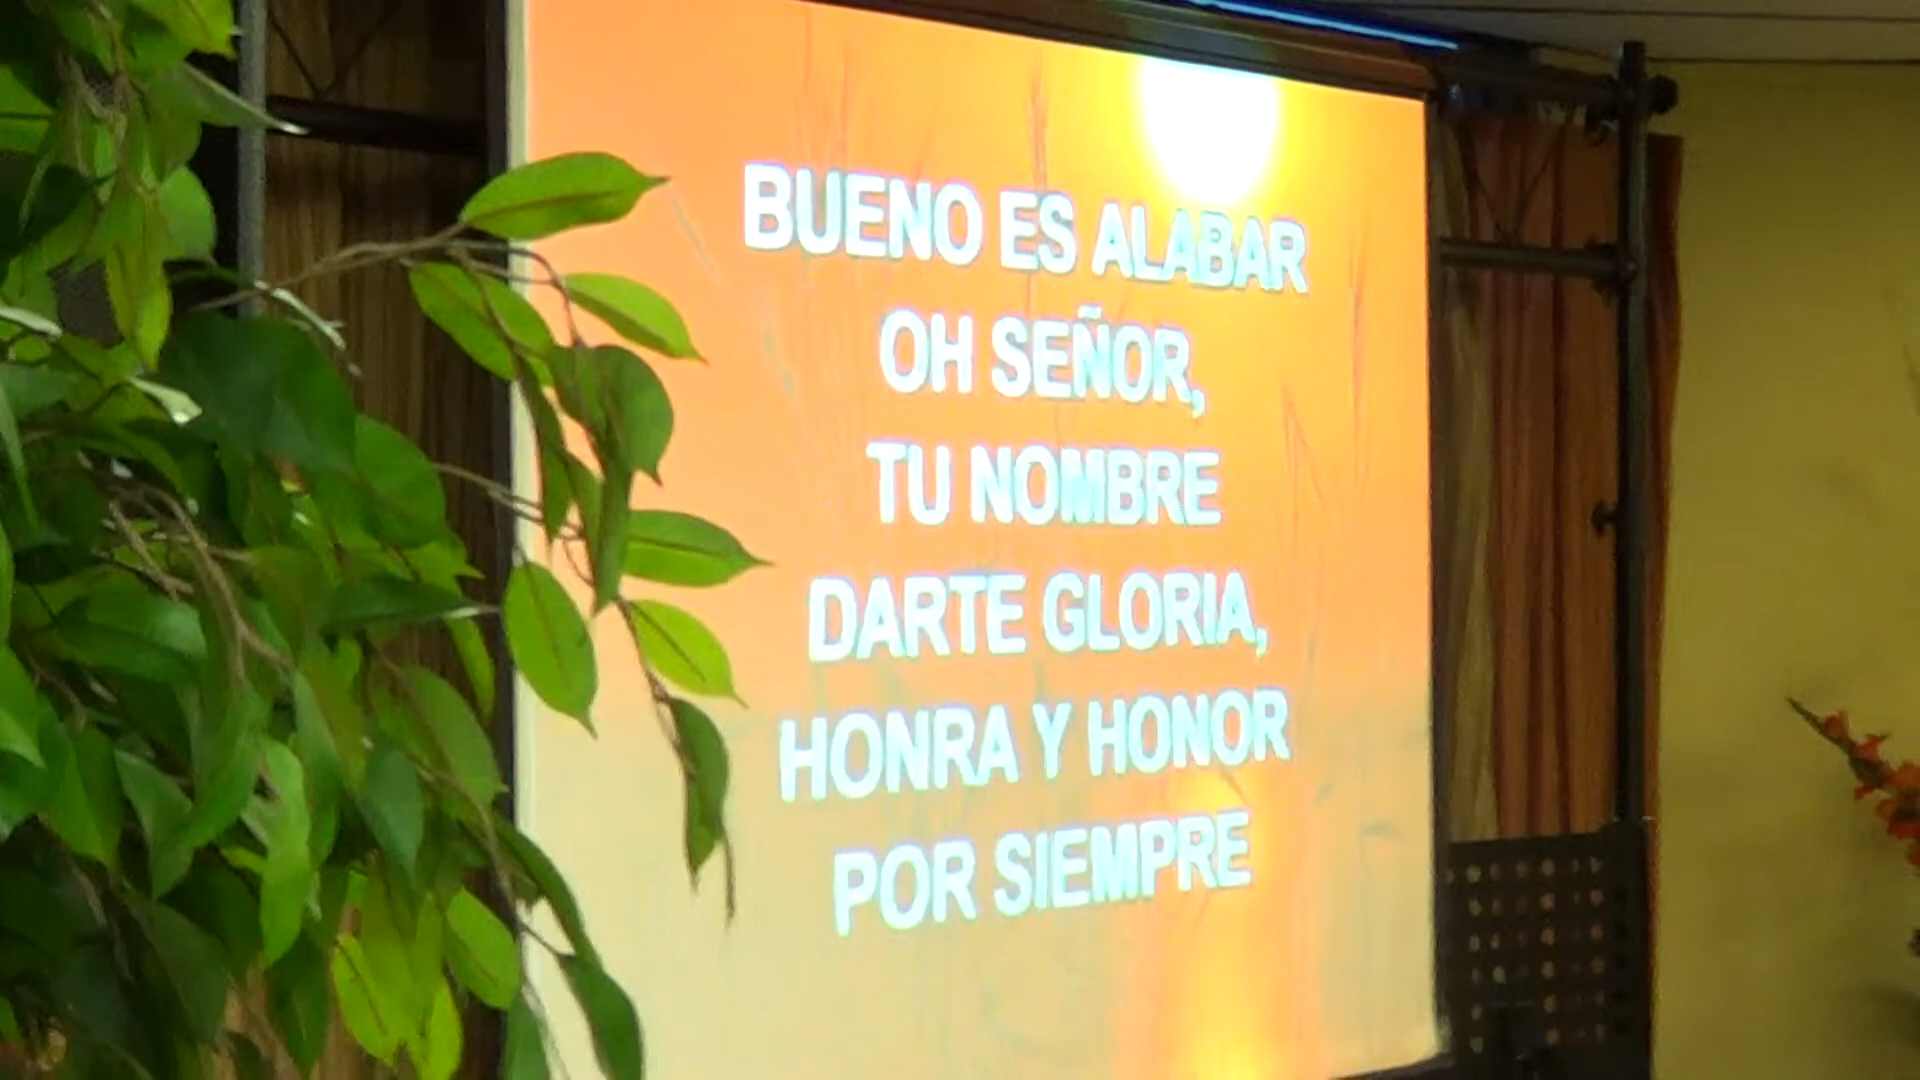 BUENO ES ALABAR
OH SEÑOR,
TU NOMBRE
DARTE GLORIA,
HONRA Y HONOR
POR SIEMPRE